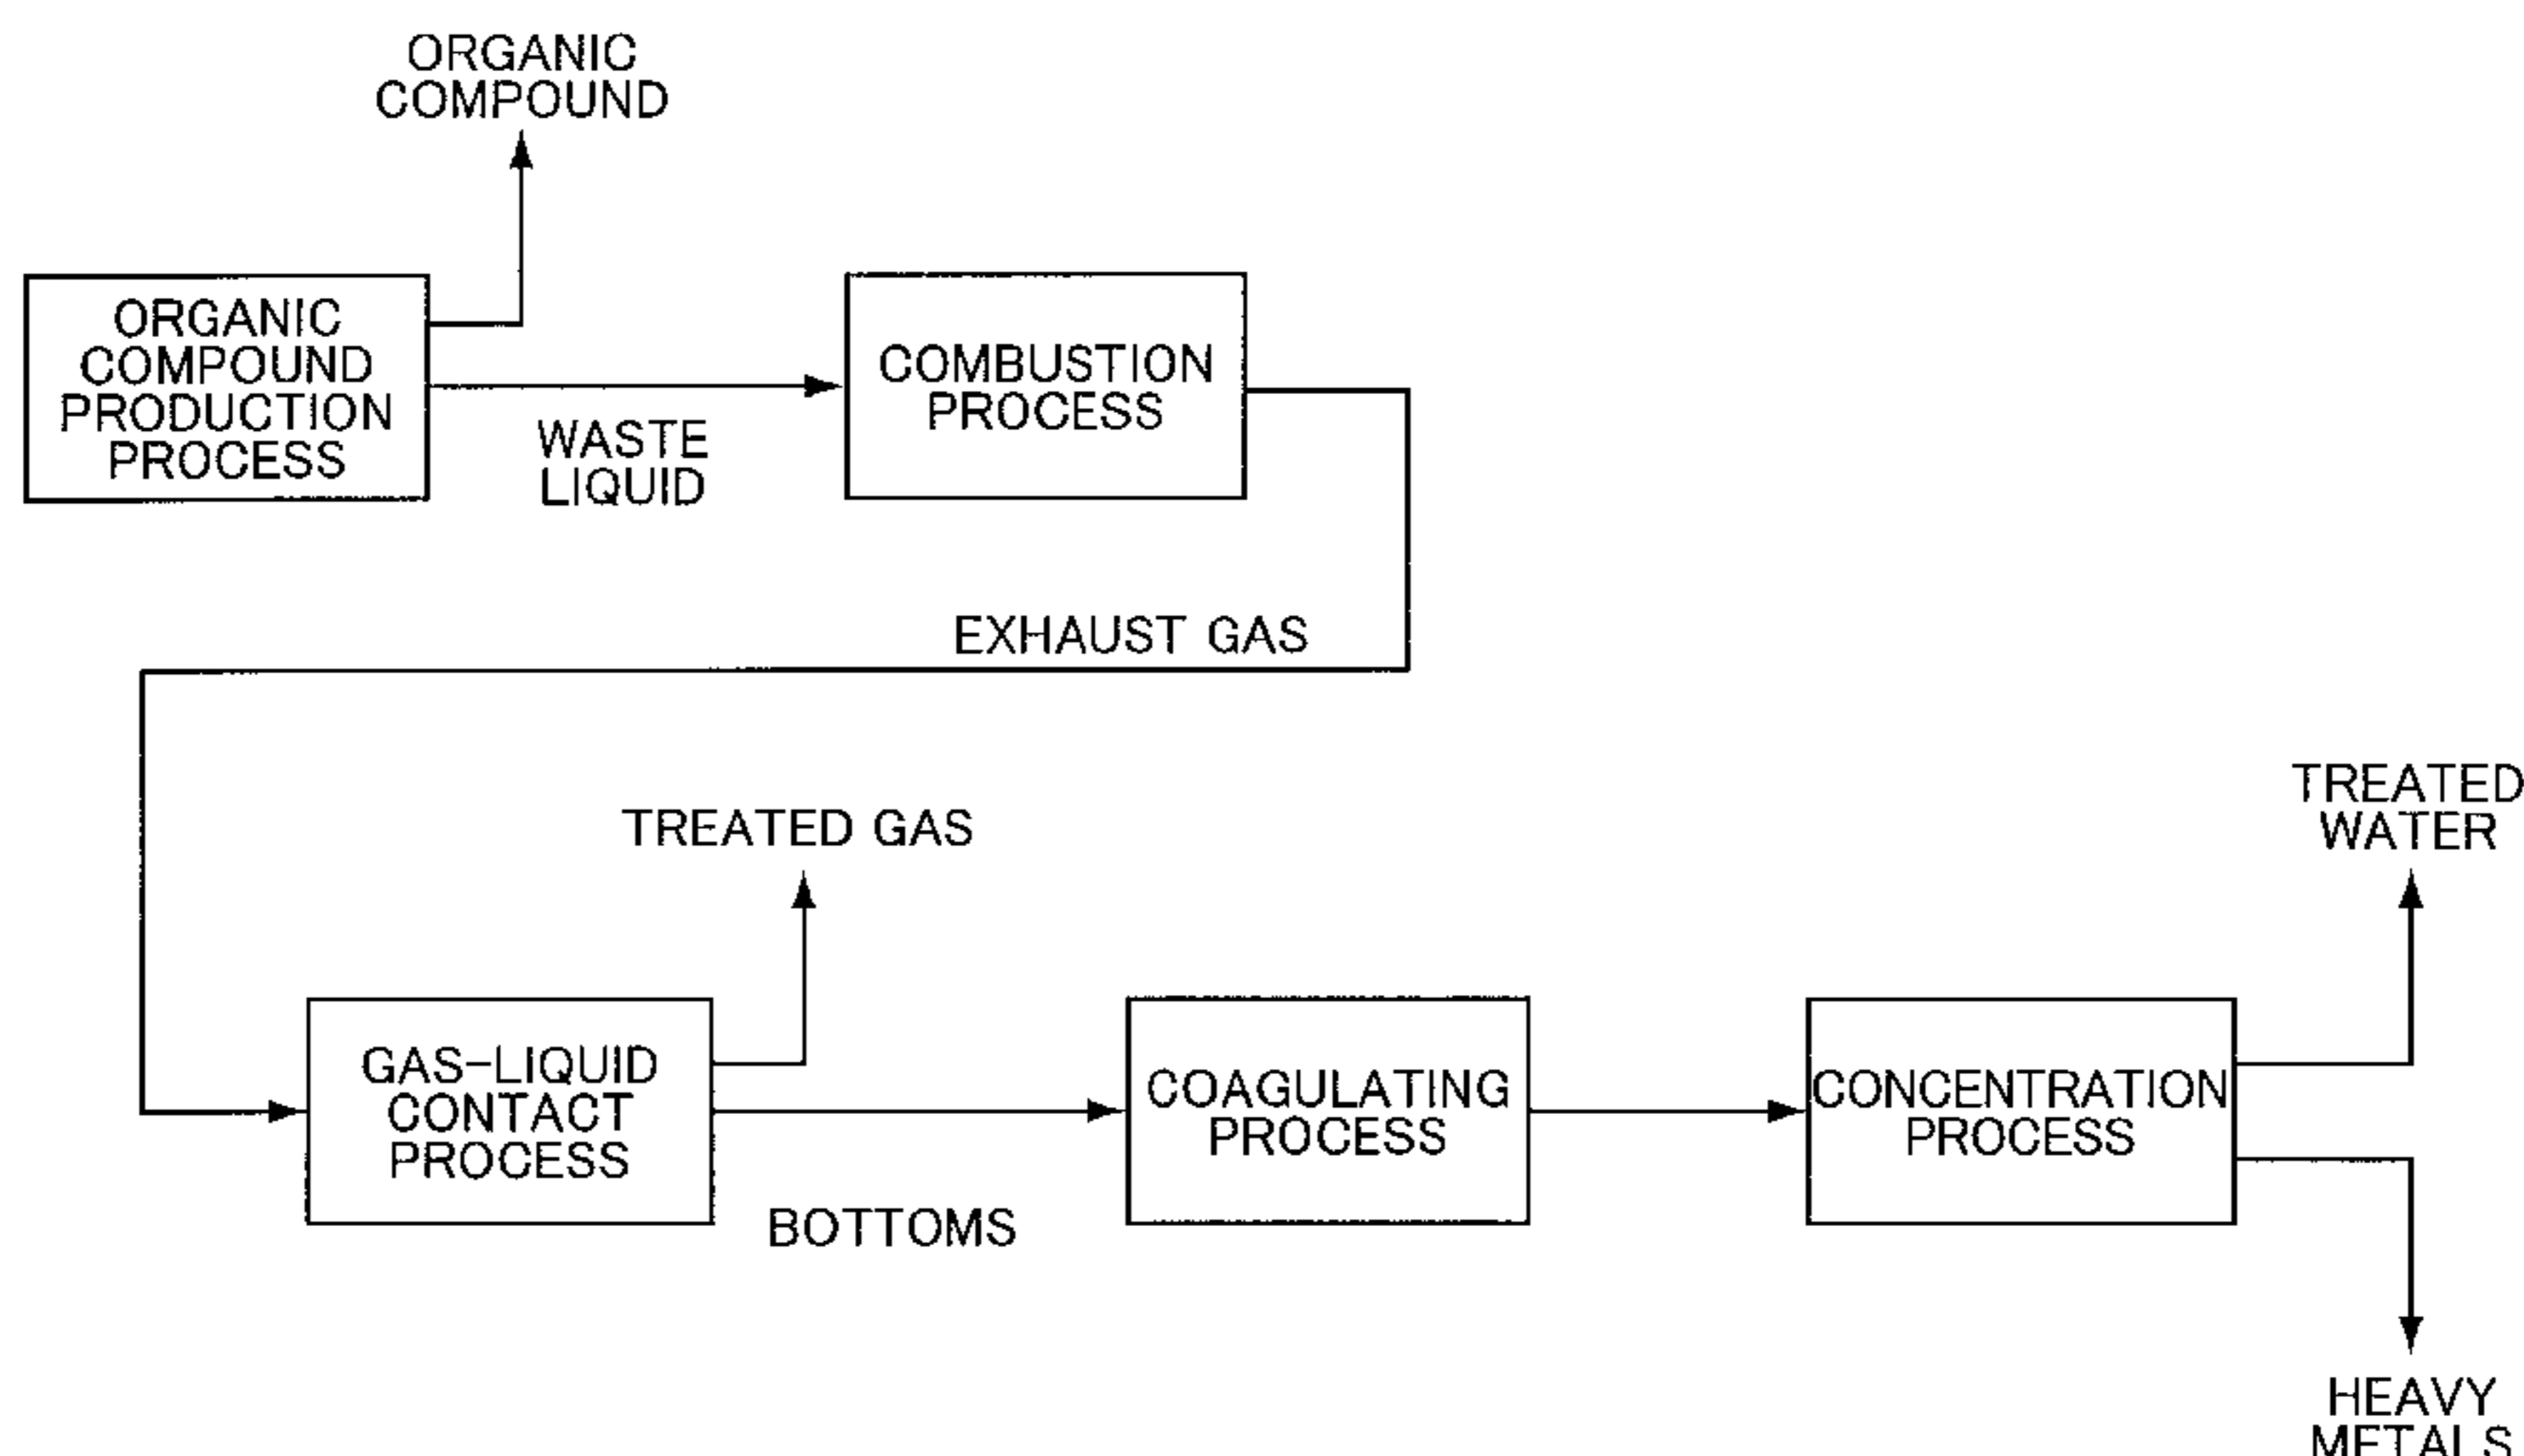 ORGANIC
COMPOUND
ORGANIC
COMPOUND
PRODUCTION
PROCESS
WASTE
LIQUID
COMBUSTION
PROCESS
EXHAUST GAS
TREATED GAS
TREATED
WATER
GAS-LIQUID
CONTACT
PROCESS
BOTTOMS
COAGULATING
PROCESS
CONCENTRATION
PROCESS
HEAVY
METALS